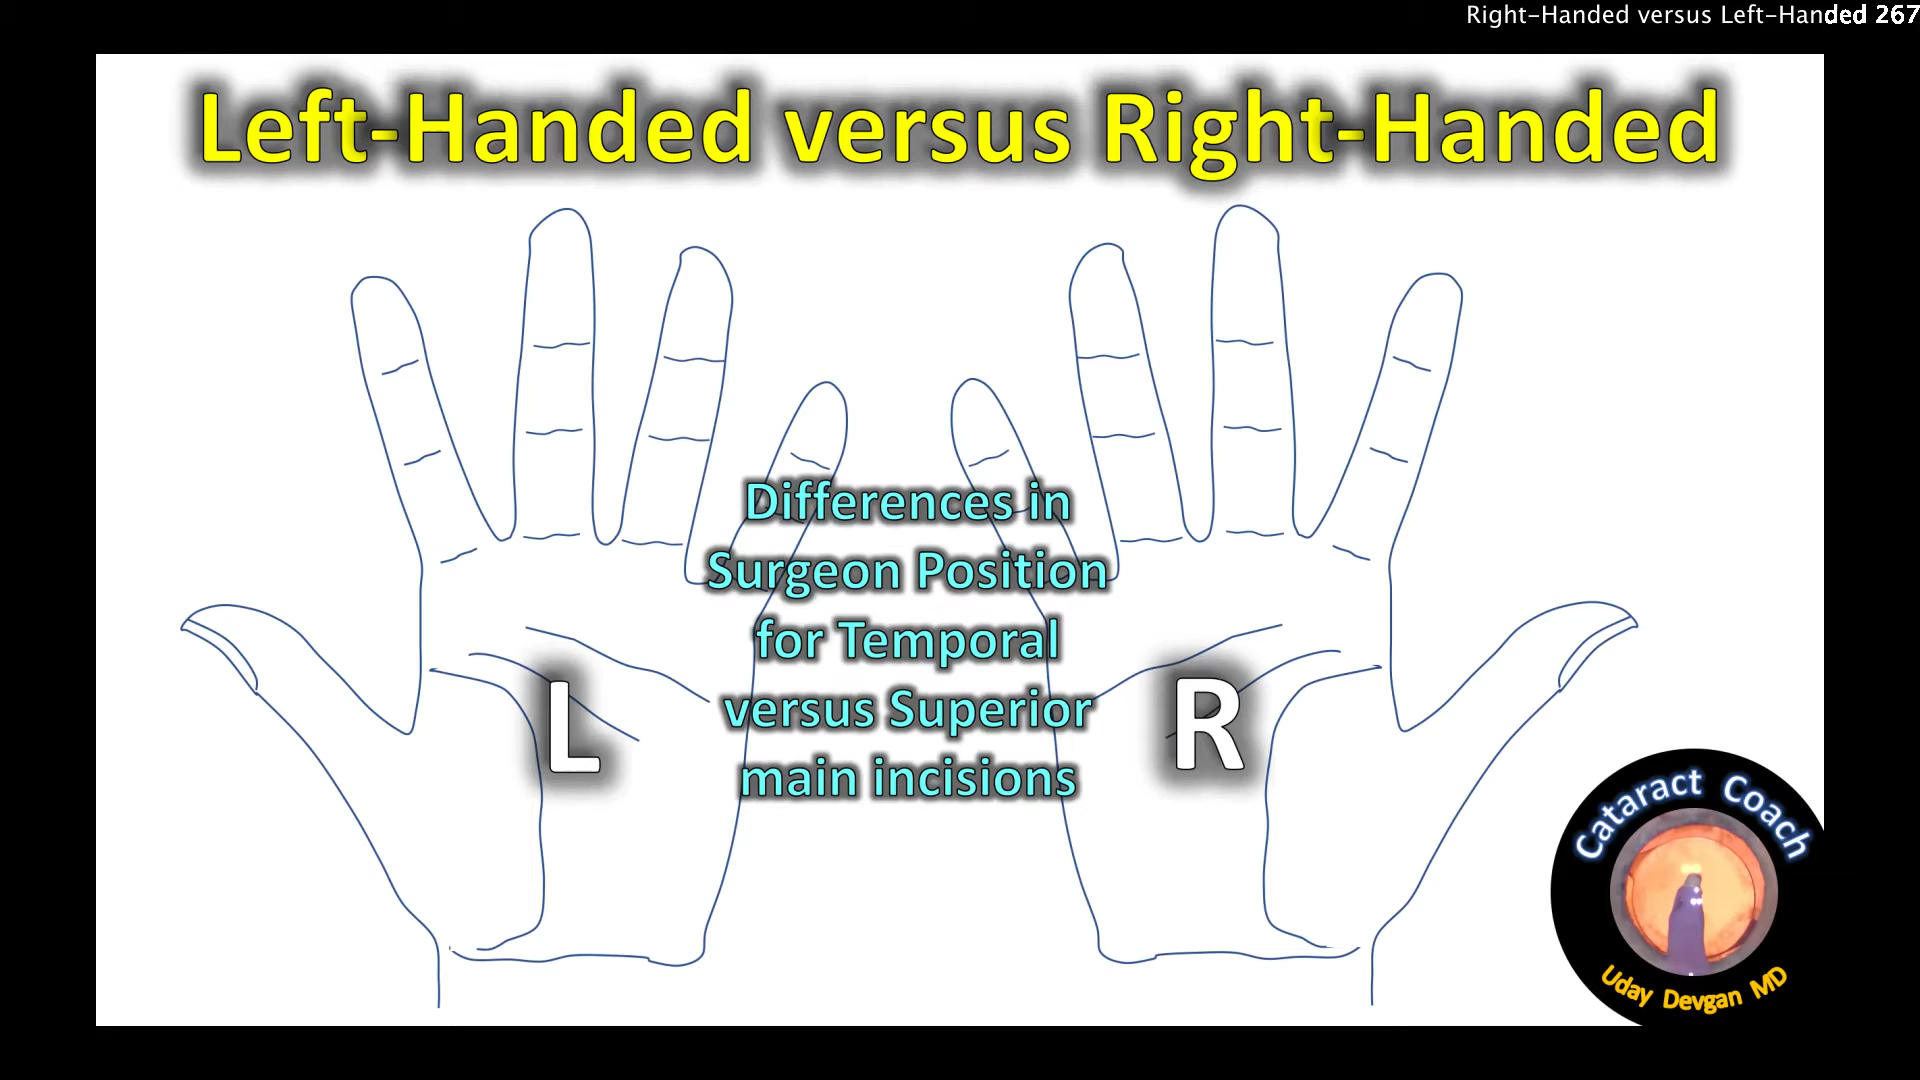 Right-Handed versus Left-Handed 267
Left-Handed versus Right-Handed
Differences in
Surgeon Position
for Temporal
versus Superior
main incisions
L
R
Cataract Coach
Uday Devgan MD